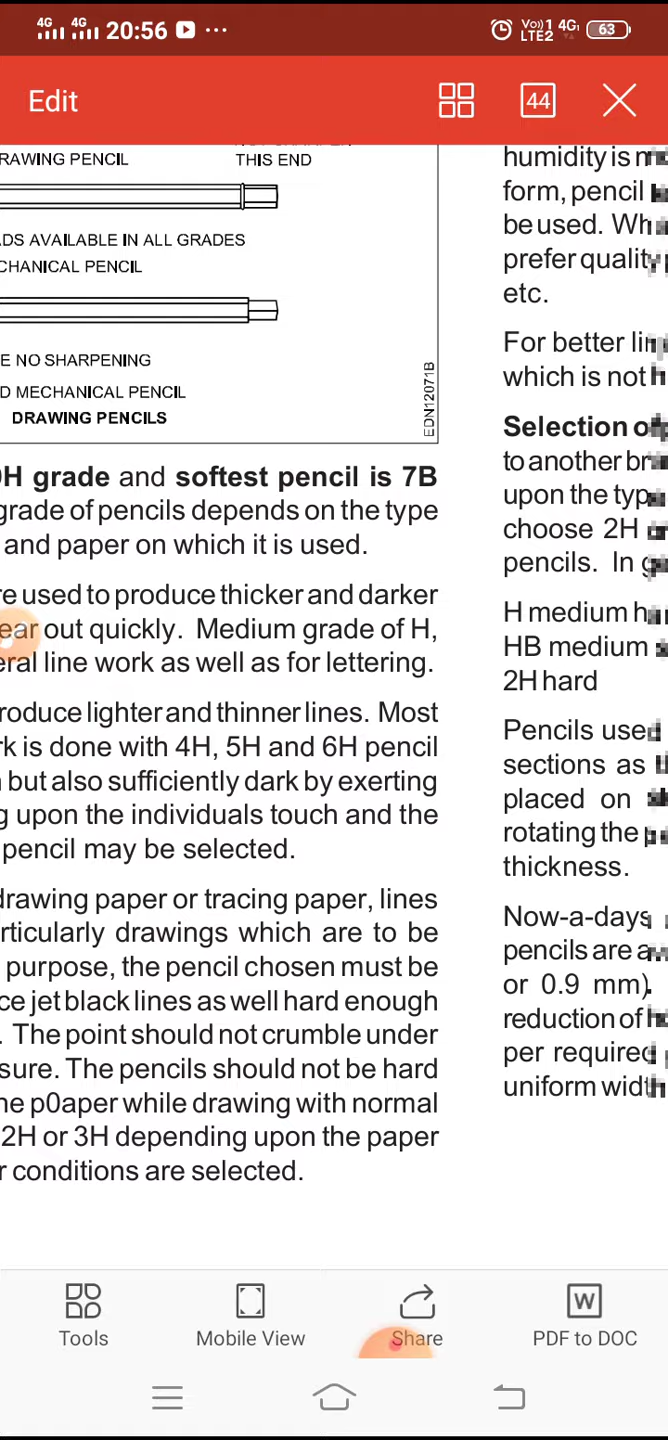 4G 4G 20:56 ... Vo)) 1 4G
LTE2 63
Edit 44
RAWING PENCIL
THIS END
DS AVAILABLE IN ALL GRADES
CHANICAL PENCIL
E NO SHARPENING
D MECHANICAL PENCIL
DRAWING PENCILS
EDN12071B
H grade and softest pencil is 7B
grade of pencils depends on the type
and paper on which it is used.
re used to produce thicker and darker
ear out quickly. Medium grade of H,
eral line work as well as for lettering.
roduce lighter and thinner lines. Most
rk is done with 4H, 5H and 6H pencil
but also sufficiently dark by exerting
g upon the individuals touch and the
pencil may be selected.
drawing paper or tracing paper, lines
rticularly drawings which are to be
purpose, the pencil chosen must be
ce jet black lines as well hard enough
. The point should not crumble under
sure. The pencils should not be hard
he p0aper while drawing with normal
2H or 3H depending upon the paper
r conditions are selected.
humidity is
form, pencil
be used. Wh
prefer quality
etc.
For better
which is not
Selection
to another
upon the
choose 2H
pencils. In
H medium
HB medium
2H hard
Pencils used
sections as
placed on
rotating the
thickness.
Now-a-days
pencils are
or 0.9 mm).
reduction of
per required
uniform width
Tools
Mobile View
Share
PDF to DOC